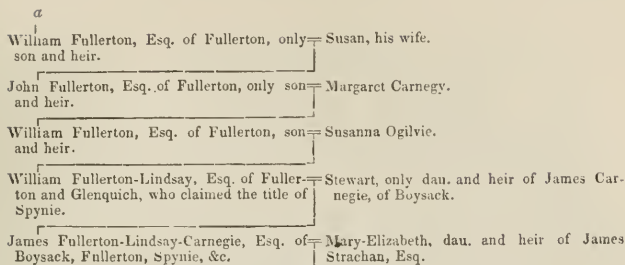 a
William Fullerton, Esq. of Fullerton, only son and heir. = Susan, his wife.
John Fullerton, Esq. of Fullerton, only son and heir. = Margaret Carnegy.
William Fullerton, Esq. of Fullerton, son and heir. = Susanna Ogilvie.
William Fullerton-Lindsay, Esq. of Fuller-
ton and Glenquich, who claimed the title of
Spynie. = Stewart, only dau. and heir of James Car-
negie, of Boysack.
James Fullerton-Lindsay-Carnegie, Esq. of
Boysack, Fullerton, Spynie, &c. = Mary-Elizabeth, dau. and heir of James
Strachan, Esq.